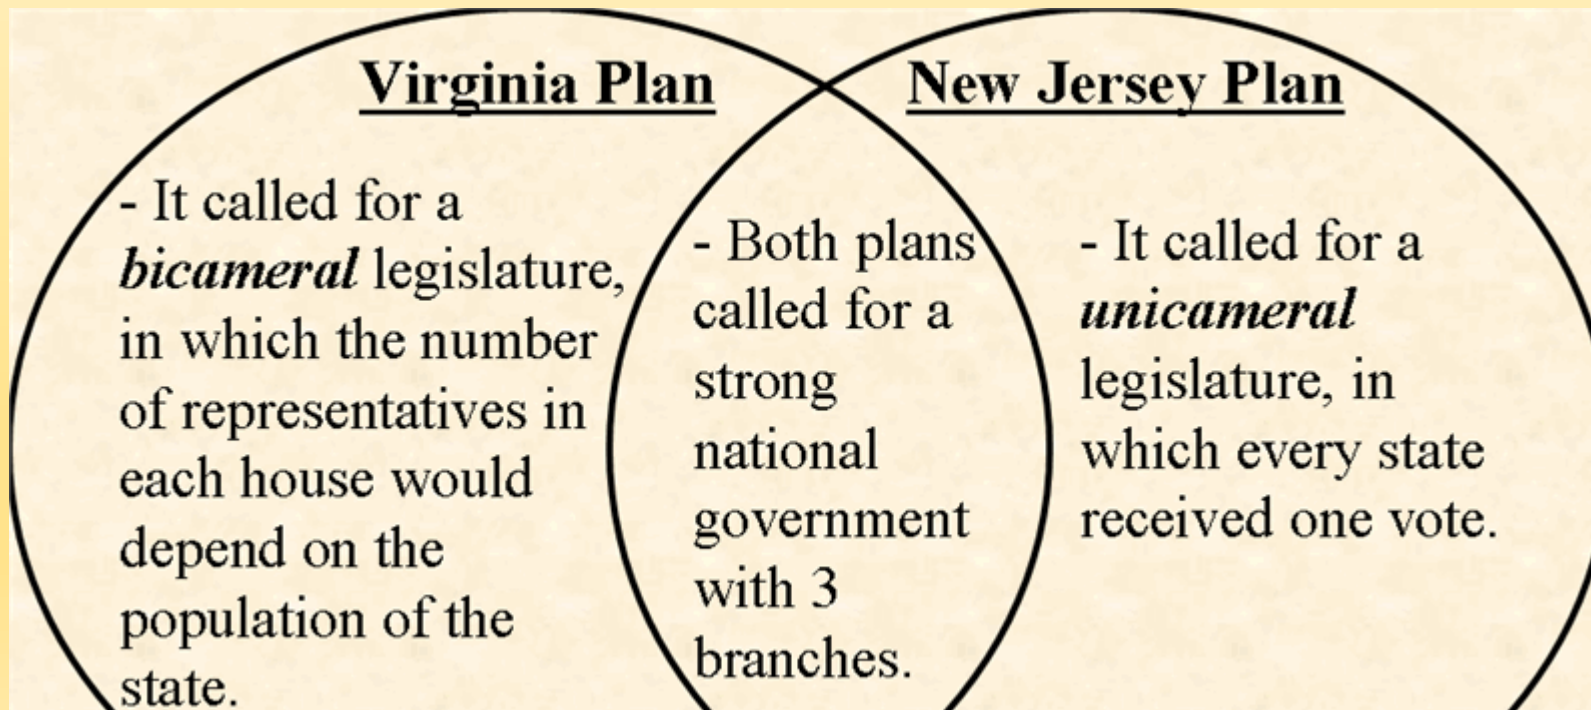 Virginia Plan
- It called for a
bicameral legislature,
in which the number
of representatives in
each house would
depend on the
population of the
state.
- Both plans
called for a
strong
national
government
with 3
branches.
New Jersey Plan
- It called for a
unicameral
legislature, in
which every state
received one vote.